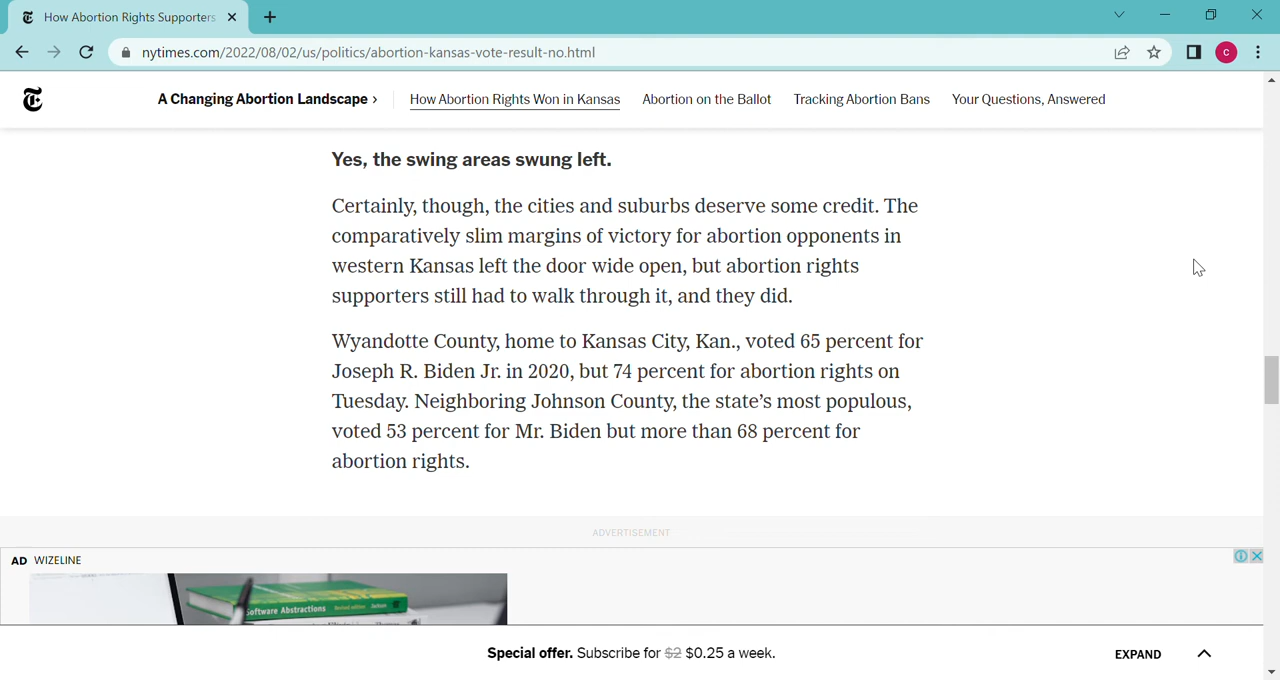 How Abortion Rights Supporters
nytimes.com/2022/08/02/us/politics/abortion-kansas-vote-result-no.html
C
A Changing Abortion Landscape ›
How Abortion Rights Won in Kansas
Abortion on the Ballot
Tracking Abortion Bans
Your Questions, Answered
Yes, the swing areas swung left.
Certainly, though, the cities and suburbs deserve some credit. The
comparatively slim margins of victory for abortion opponents in
western Kansas left the door wide open, but abortion rights
supporters still had to walk through it, and they did.
Wyandotte County, home to Kansas City, Kan., voted 65 percent for
Joseph R. Biden Jr. in 2020, but 74 percent for abortion rights on
Tuesday. Neighboring Johnson County, the state’s most populous,
voted 53 percent for Mr. Biden but more than 68 percent for
abortion rights.
ADVERTISEMENT
AD WIZELINE
Software Abstractions Revised edition Jackson
Special offer. Subscribe for $2 $0.25 a week.
EXPAND